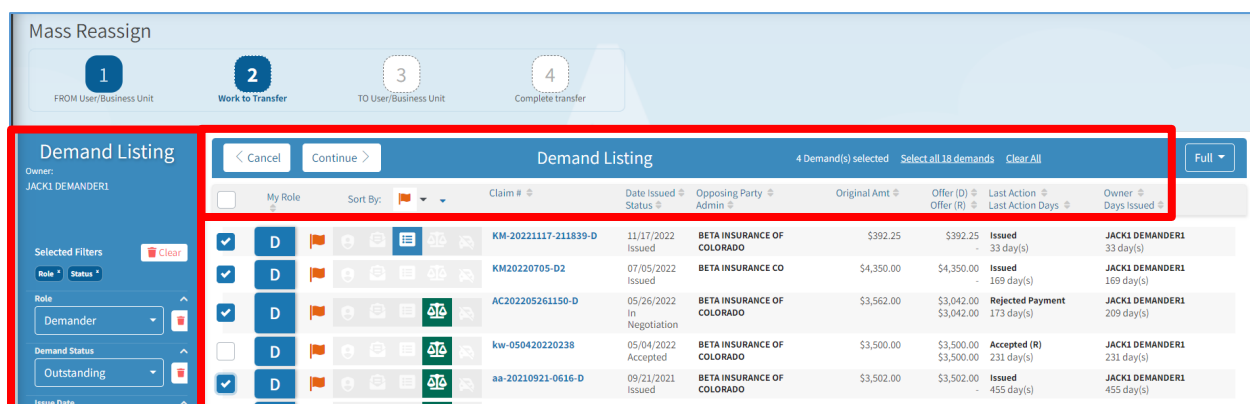 Mass Reassign
1
2
3
4
FROM User/Business Unit
Work to Transfer
TO User/Business Unit
Complete transfer
Demand Listing
Owner:
JACK1 DEMANDER1
Selected Filters
Clear
Role x Status x
Role
Demander
Demand Status
Outstanding
Issue Date
< Cancel Continue > Demand Listing 4 Demand(s) selected Select all 18 demands Clear All Full
My Role Sort By: Claim # Date Issued Opposing Party Original Amt Offer (D) Last Action Owner
Status Admin Offer (R) Last Action Days Days Issued
D KM-20221117-211839-D 11/17/2022 BETA INSURANCE OF $392.25 $392.25 Issued JACK1 DEMANDER1
Issued COLORADO - 33 day(s) 33 day(s)
D KM20220705-D2 07/05/2022 BETA INSURANCE CO $4,350.00 $4,350.00 Issued JACK1 DEMANDER1
Issued - 169 day(s) 169 day(s)
D AC202205261150-D 05/26/2022 BETA INSURANCE OF $3,562.00 $3,042.00 Rejected Payment JACK1 DEMANDER1
In COLORADO $3,042.00 173 day(s) 209 day(s)
Negotiation
D kw-050420220238 05/04/2022 BETA INSURANCE OF $3,500.00 $3,500.00 Accepted (R) JACK1 DEMANDER1
Accepted COLORADO $3,500.00 231 day(s) 231 day(s)
D aa-20210921-0616-D 09/21/2021 BETA INSURANCE OF $3,502.00 $3,502.00 Issued JACK1 DEMANDER1
Issued COLORADO - 455 day(s) 455 day(s)